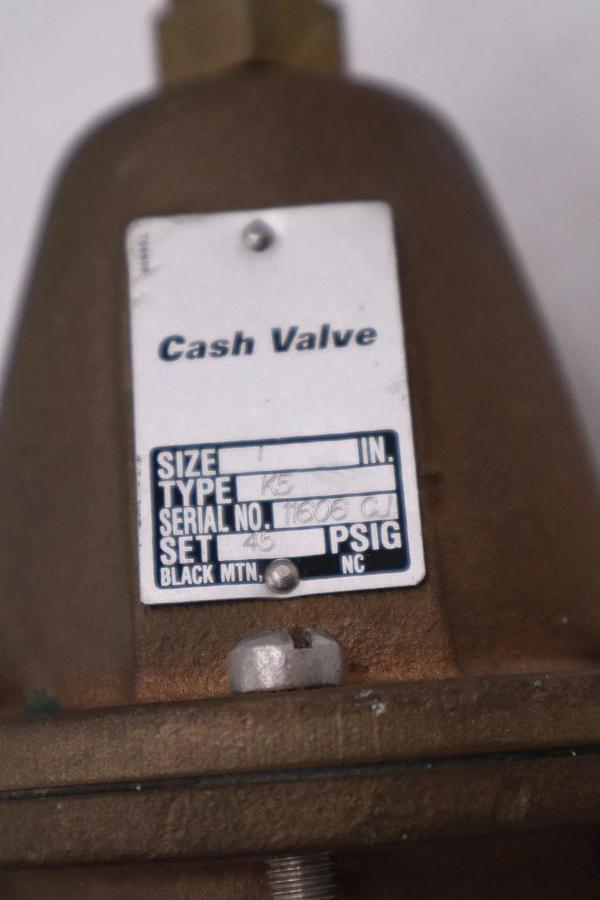 Cash Valve
SIZE 1 IN.
TYPE K5
SERIAL NO. 11606 CJ
SET 45 PSIG
BLACK MTN, NC